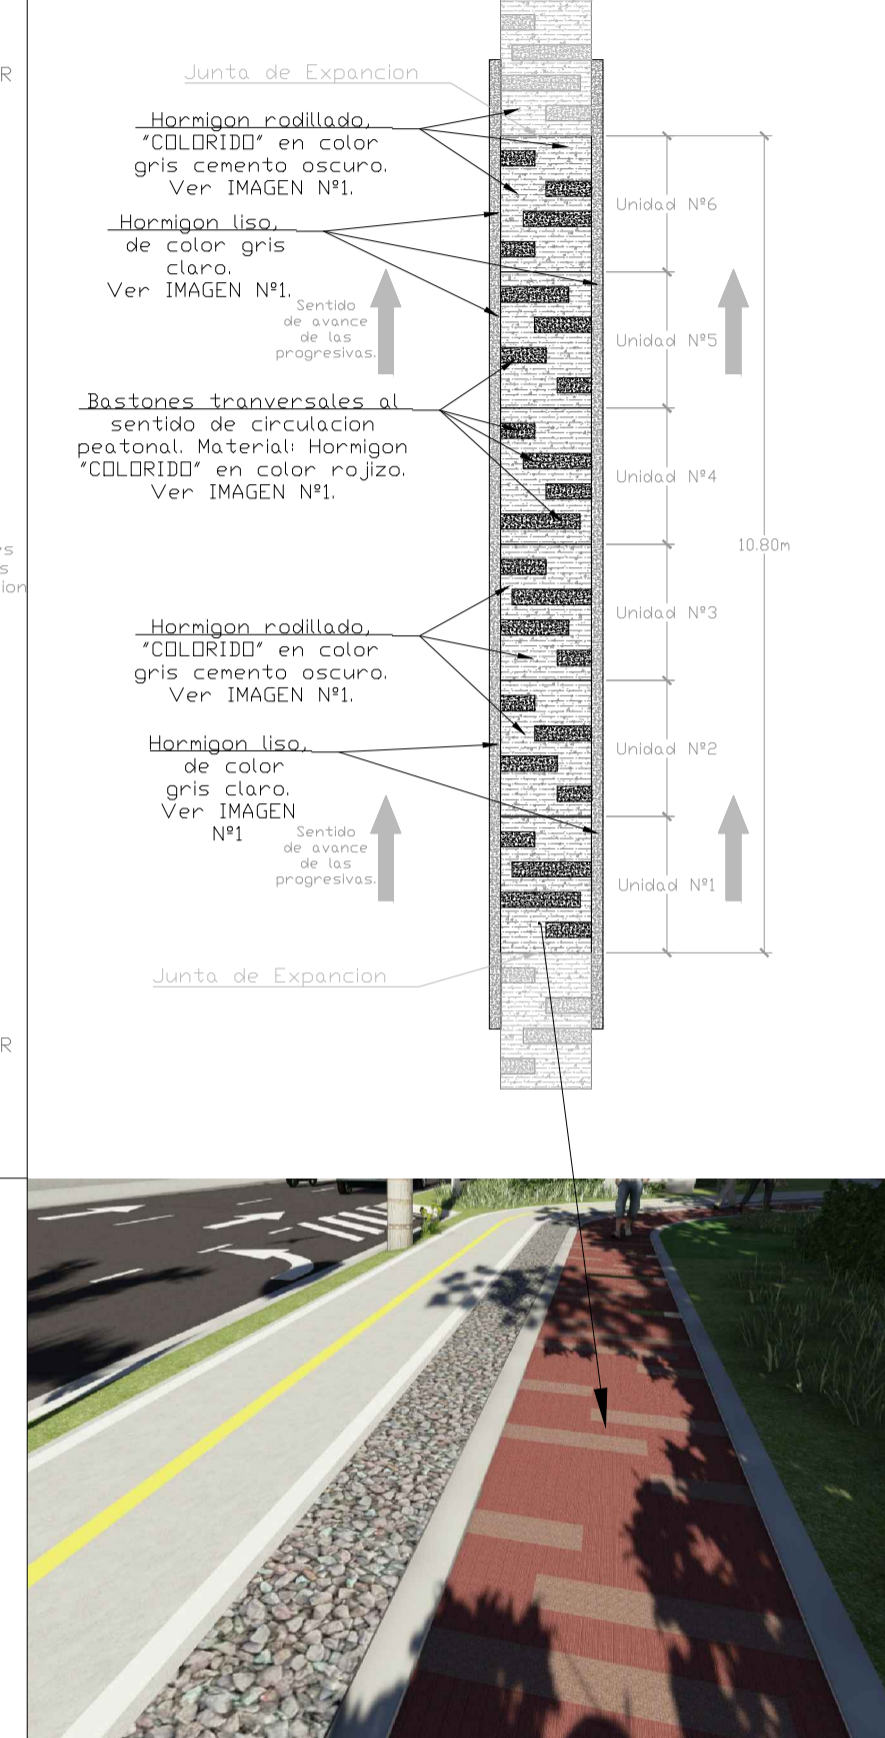 R
Junta de Expancion
Hormigon rodillado,
"COLORIDO" en color
gris cemento oscuro.
Ver IMAGEN Nº1.
Hormigon liso,
de color gris
claro.
Ver IMAGEN Nº1.
Sentido
de avance
de las
progresivas.
Bastones tranversales al
sentido de circulacion
peatonal. Material: Hormigon
"COLORIDO" en color rojizo.
Ver IMAGEN Nº1.
Hormigon rodillado,
"COLORIDO" en color
gris cemento oscuro.
Ver IMAGEN Nº1.
Hormigon liso,
de color
gris claro.
Ver IMAGEN
Nº1
Sentido
de avance
de las
progresivas.
Junta de Expancion
Unidad Nº6
Unidad Nº5
Unidad Nº4
Unidad Nº3
Unidad Nº2
Unidad Nº1
10.80m
s
s
ion
R